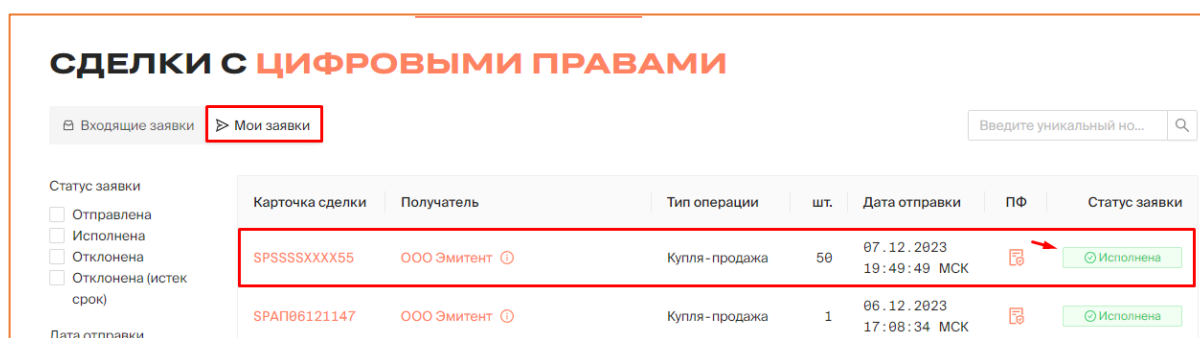 СДЕЛКИ С ЦИФРОВЫМИ ПРАВАМИ
Входящие заявки Мои заявки Введите уникальный но...
Статус заявки
Отправлена
Исполнена
Отклонена
Отклонена (истек
срок)
Дата отправки
Карточка сделки Получатель Тип операции шт. Дата отправки ПФ Статус заявки
SPSSSSXXXX55 ООО Эмитент Купля-продажа 50 07.12.2023
19:49:49 МСК Исполнена
SPAП06121147 ООО Эмитент Купля-продажа 1 06.12.2023
17:08:34 МСК Исполнена